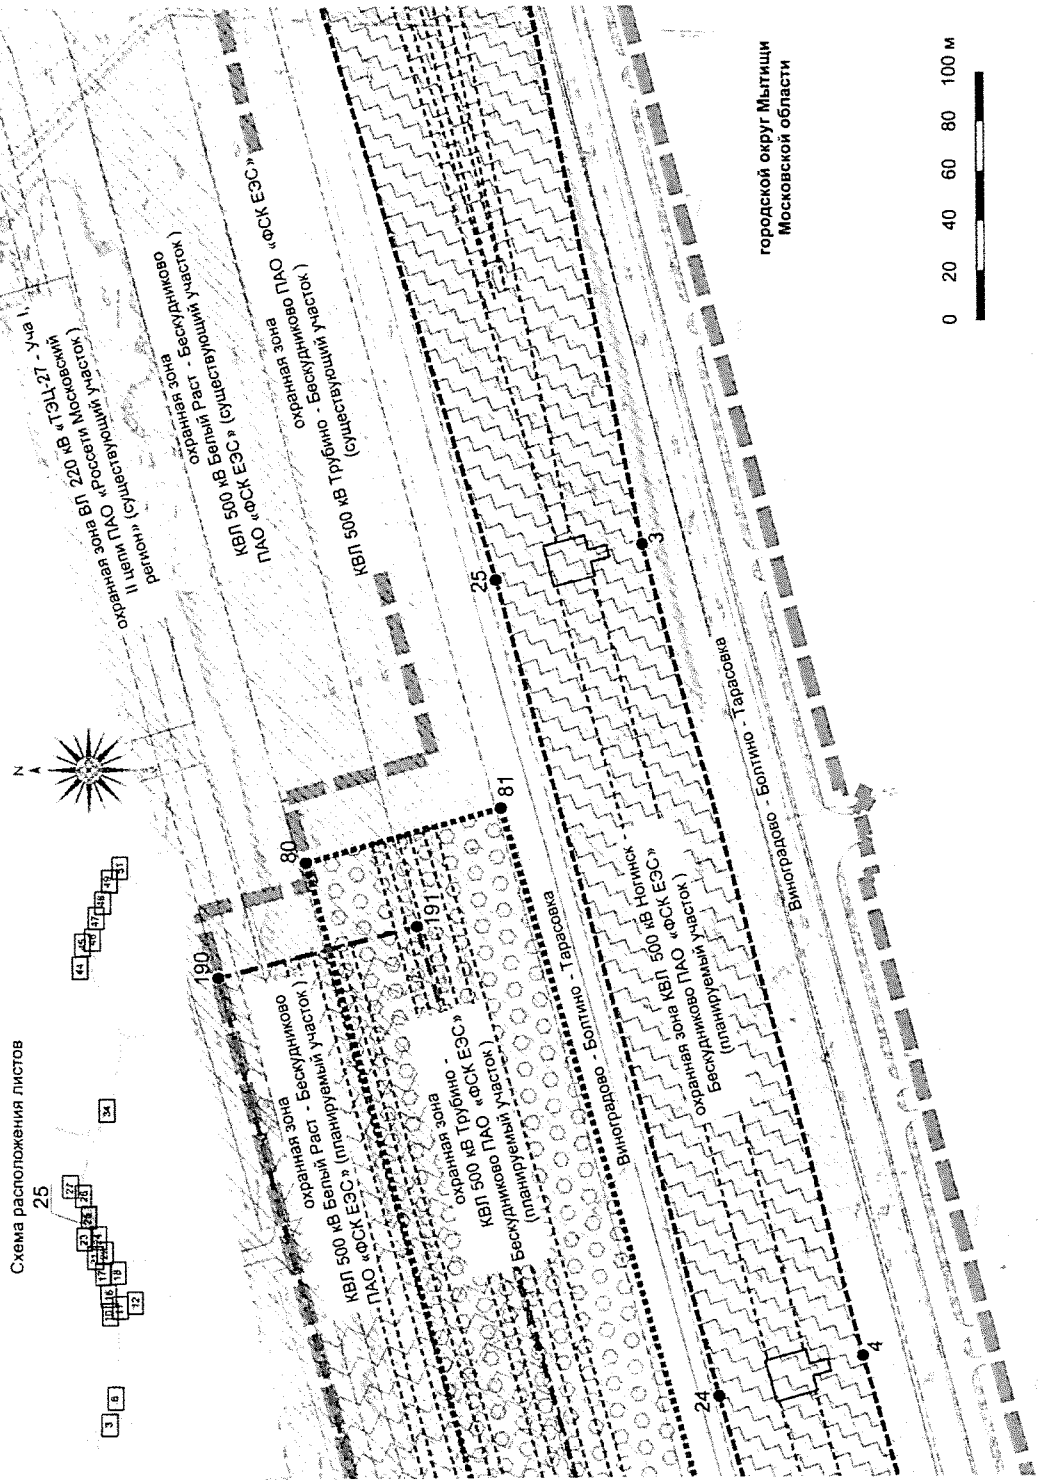 Схема расположения листов
25
3
12
34
44
N
охранная зона ВЛ 220 кВ «ТЭЦ-27 - Уча I,
II цепи ПАО «Россети Московский
регион» (существующий участок)
охранная зона
КВЛ 500 кВ Белый Раст - Бескудниково
ПАО «ФСК ЕЭС» (существующий участок)
охранная зона
КВЛ 500 кВ Трубино - Бескудниково ПАО «ФСК ЕЭС»
(существующий участок)
190
80
191
81
25
3
24
4
12
охранная зона
КВЛ 500 кВ Белый Раст - Бескудниково
ПАО «ФСК ЕЭС» (планируемый участок)
охранная зона
КВЛ 500 кВ Трубино -
Бескудниково ПАО «ФСК ЕЭС»
(планируемый участок)
Виноградово - Болтино - Тарасовка
охранная зона КВЛ 500 кВ Ногинск -
Бескудниково ПАО «ФСК ЕЭС»
(планируемый участок)
Виноградово - Болтино - Тарасовка
городской округ Мытищи
Московской области
0 20 40 60 80 100 м